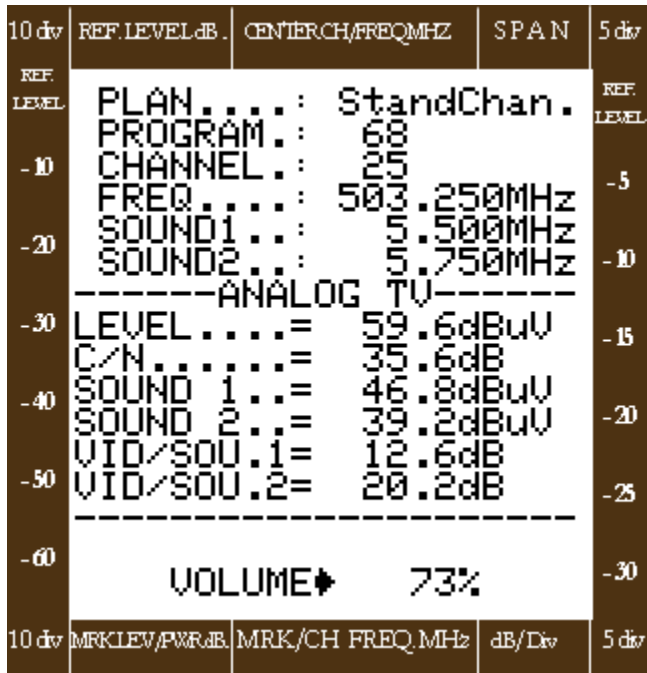 10 div REF. LEVEL dB. CENTER CH/FREQ MHZ SPAN 5 div
REF. LEVEL
-10
-20
-30
-40
-50
-60
PLAN....: StandChan.
PROGRAM.: 68
CHANNEL.: 25
FREQ....: 503.250MHz
SOUND1..: 5.500MHz
SOUND2..: 5.750MHz
------ANALOG TV------
LEVEL....= 59.6dBuV
C/N......= 35.6dB
SOUND 1..= 46.8dBuV
SOUND 2..= 39.2dBuV
VID/SOU.1= 12.6dB
VID/SOU.2= 20.2dB
---------------------
VOLUME 73%
REF. LEVEL
-5
-10
-15
-20
-25
-30
10 div MRK.LEV/PWR dB. MRK/CH FREQ.MHz dB/Div 5 div